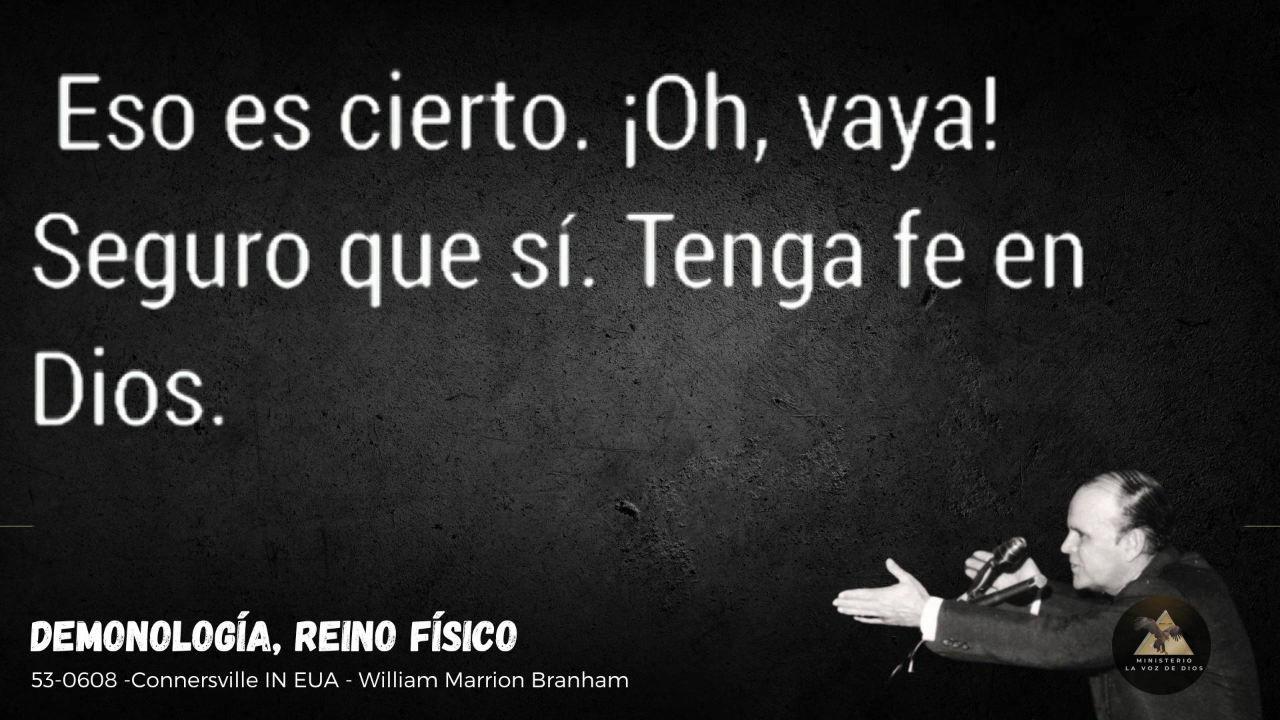 Eso es cierto. ¡Oh, vaya!
Seguro que sí. Tenga fe en
Dios.
DEMONOLOGÍA, REINO FÍSICO
53-0608 -Connersville IN EUA - William Marrion Branham
MINISTERIO
LA VOZ DE DIOS